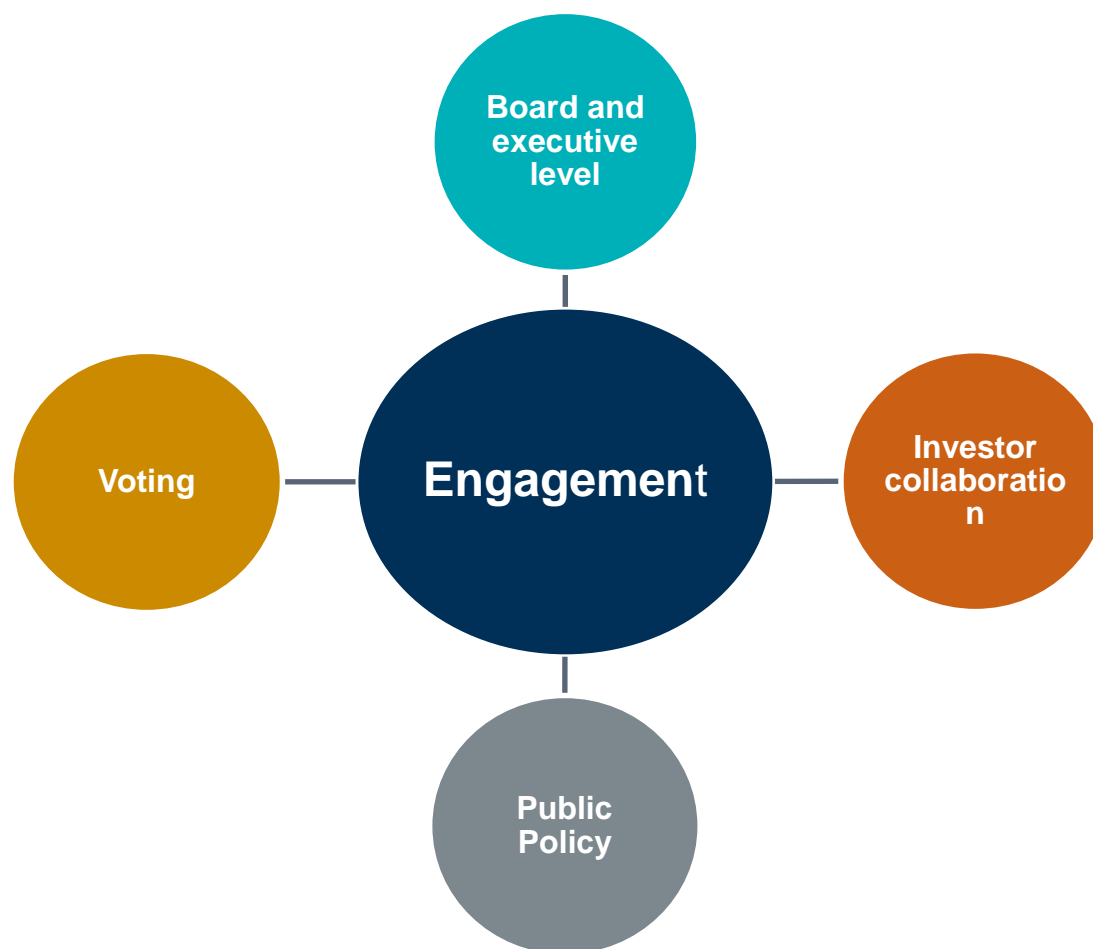 Board and
executive
level
Voting
Engagement
Investor
collaboratio
n
Public
Policy